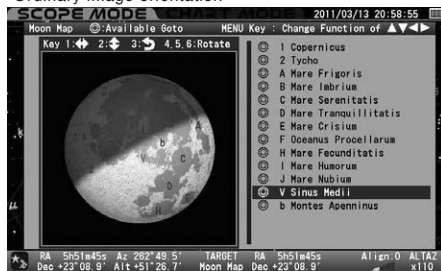 Ordinary image orientation
SCOPE MODE CHART MODE 2011/03/13 20:58:55
Moon Map ◎:Available Goto MENU Key : Change Function of ▲▼◀▶
Key 1: 2: 3: 4.5.6:Rotate
◎ 1 Copernicus
◎ 2 Tycho
◎ A Mare Frigoris
◎ B Mare Imbrium
◎ C Mare Serenitatis
◎ D Mare Tranquillitatis
◎ E Mare Crisium
◎ F Oceanus Procellarum
◎ H Mare Fecunditatis
◎ I Mare Humorum
◎ J Mare Nubium
◎ V Sinus Medii
◎ b Montes Apenninus
A
b
V
C
D
H
μ
RA 5h51m45s Az 262°49.5' TARGET RA 5h51m45s Align:0 ALTAZ
Dec +23°08.9' Alt +51°26.7' Moon Map Dec +23°08.9' x110